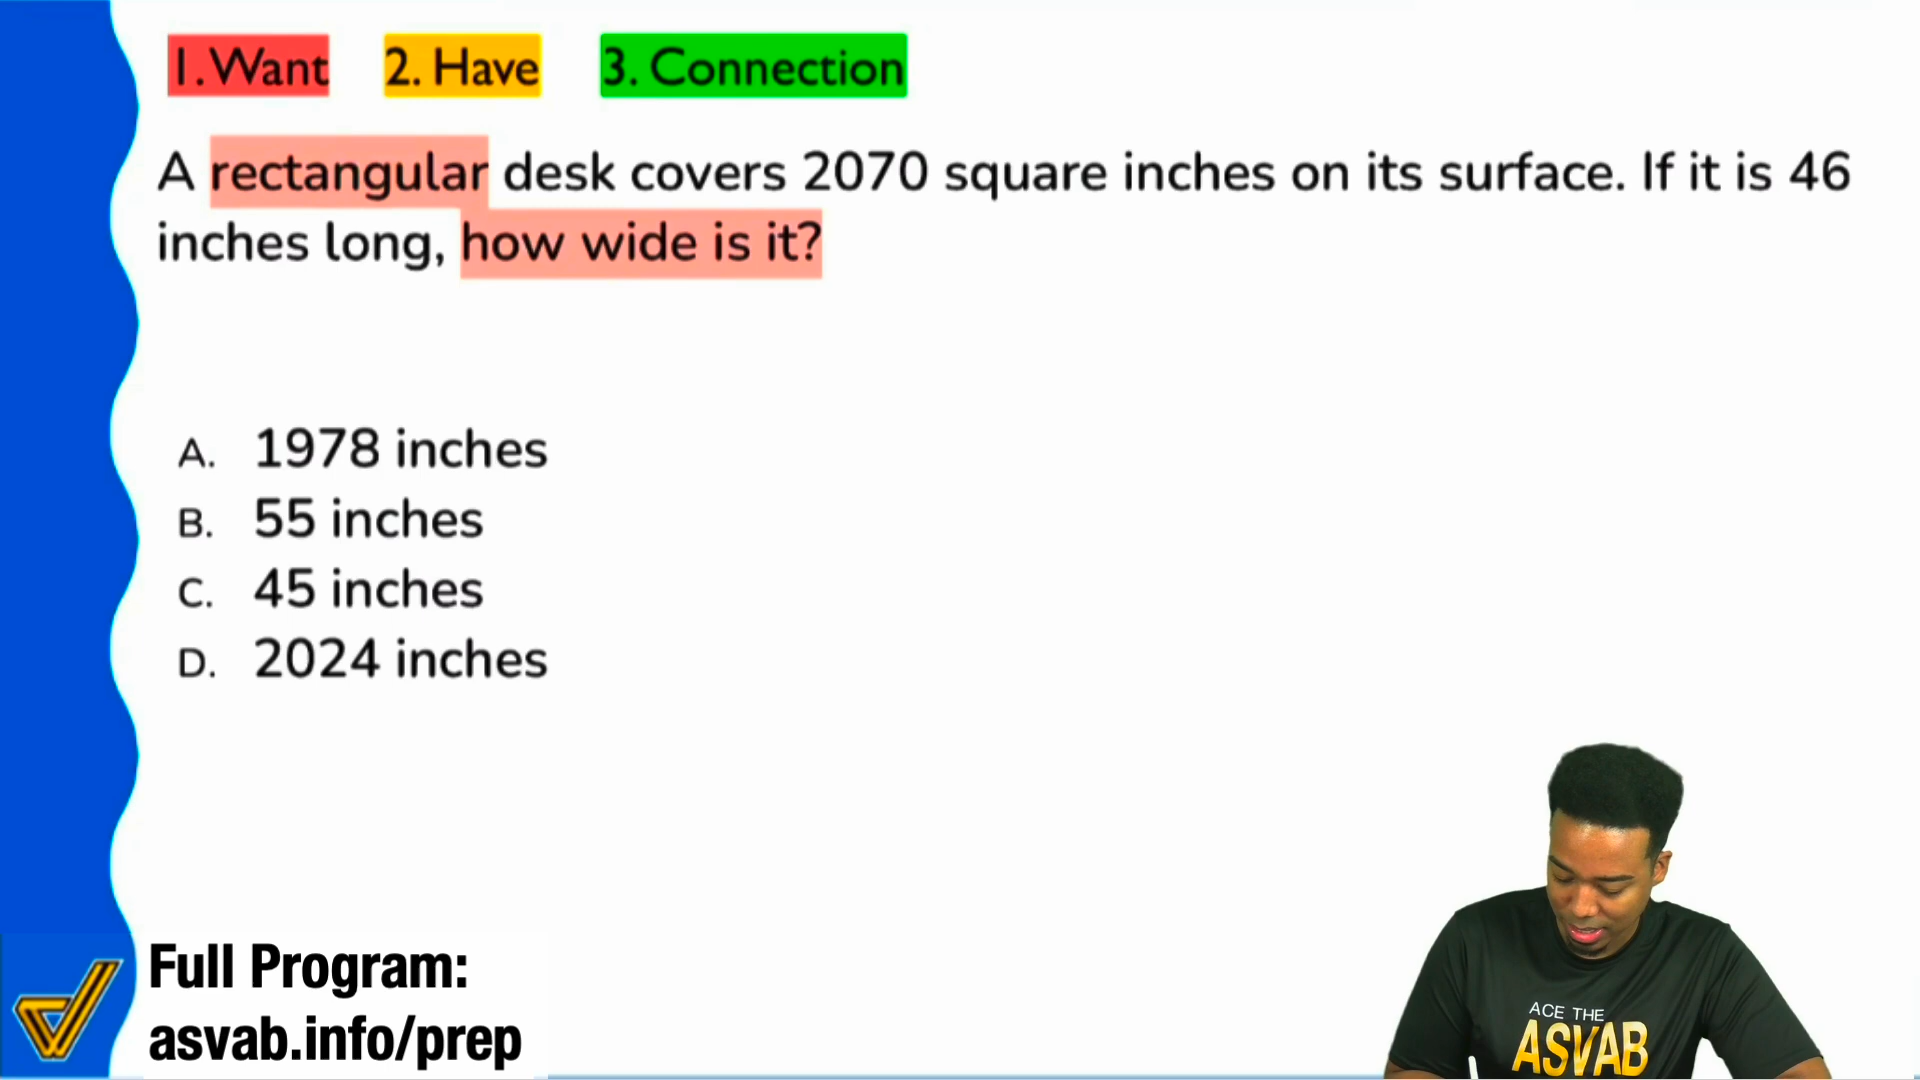 1. Want 2. Have 3. Connection
A rectangular desk covers 2070 square inches on its surface. If it is 46
inches long, how wide is it?
A. 1978 inches
B. 55 inches
C. 45 inches
D. 2024 inches
Full Program:
asvab.info/prep
ACE THE
ASVAB